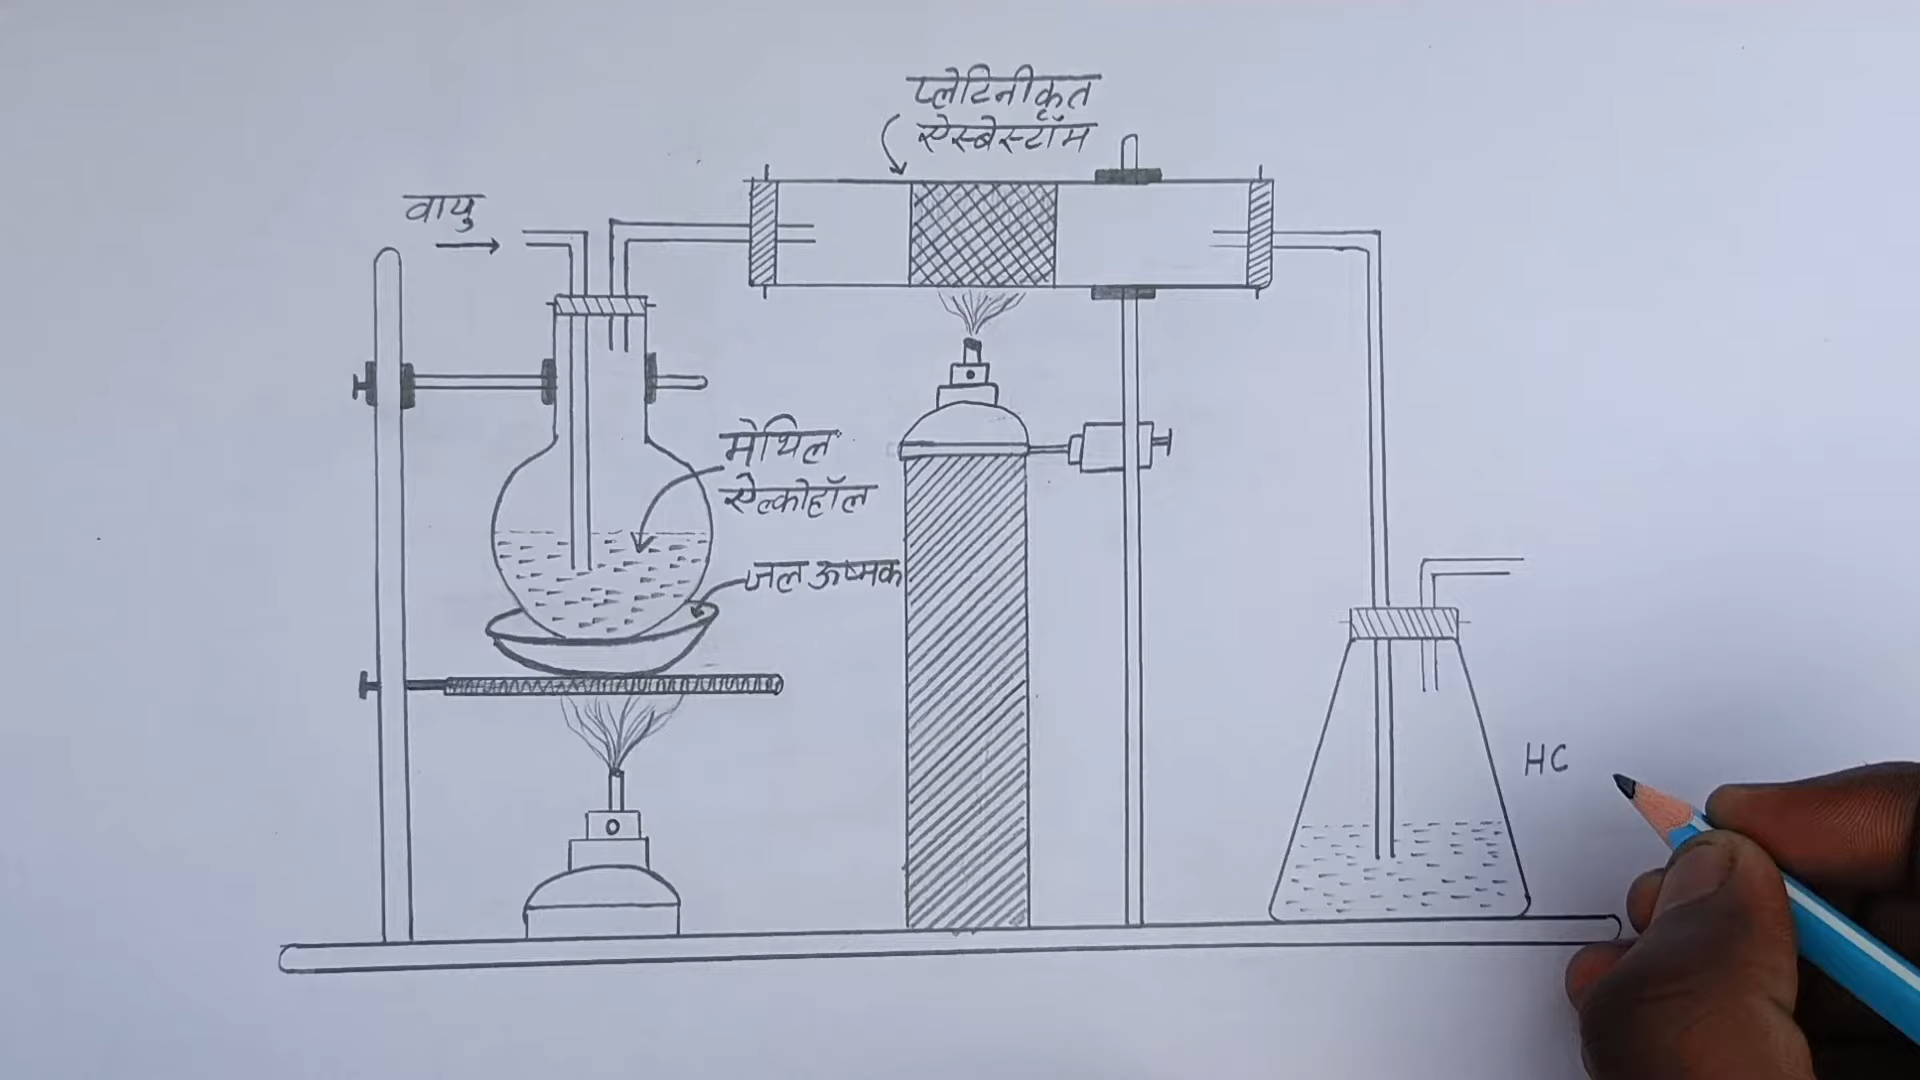 प्लेटिनीकृत
ऐस्बेस्टॉस
वायु
मेथिल
ऐल्कोहॉल
जल ऊष्मक
HC